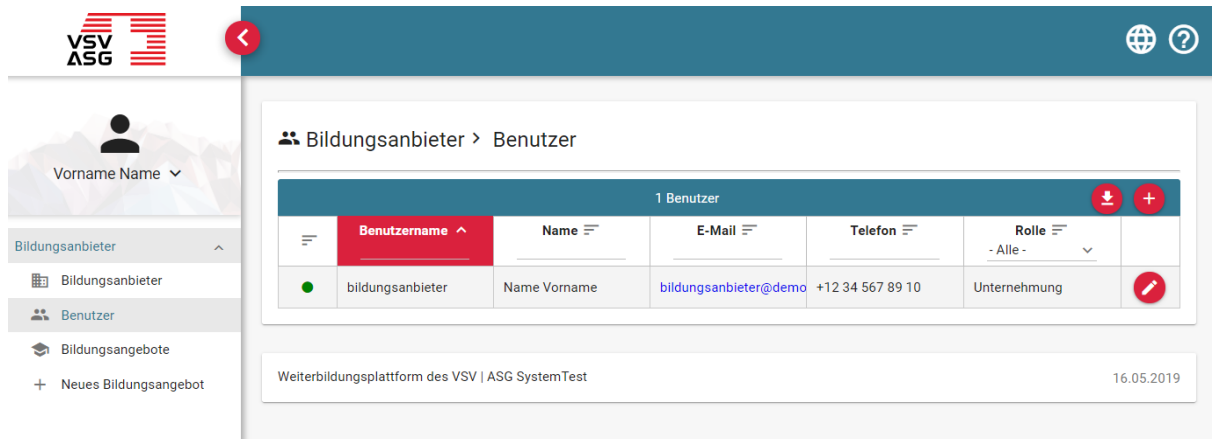 VSV
ASG
Vorname Name
Bildungsanbieter
Bildungsanbieter
Benutzer
Bildungsangebote
Neues Bildungsangebot
Bildungsanbieter > Benutzer
1 Benutzer
Benutzername Name E-Mail Telefon Rolle
- Alle -
bildungsanbieter Name Vorname bildungsanbieter@demo +12 34 567 89 10 Unternehmung
Weiterbildungsplattform des VSV | ASG SystemTest 16.05.2019